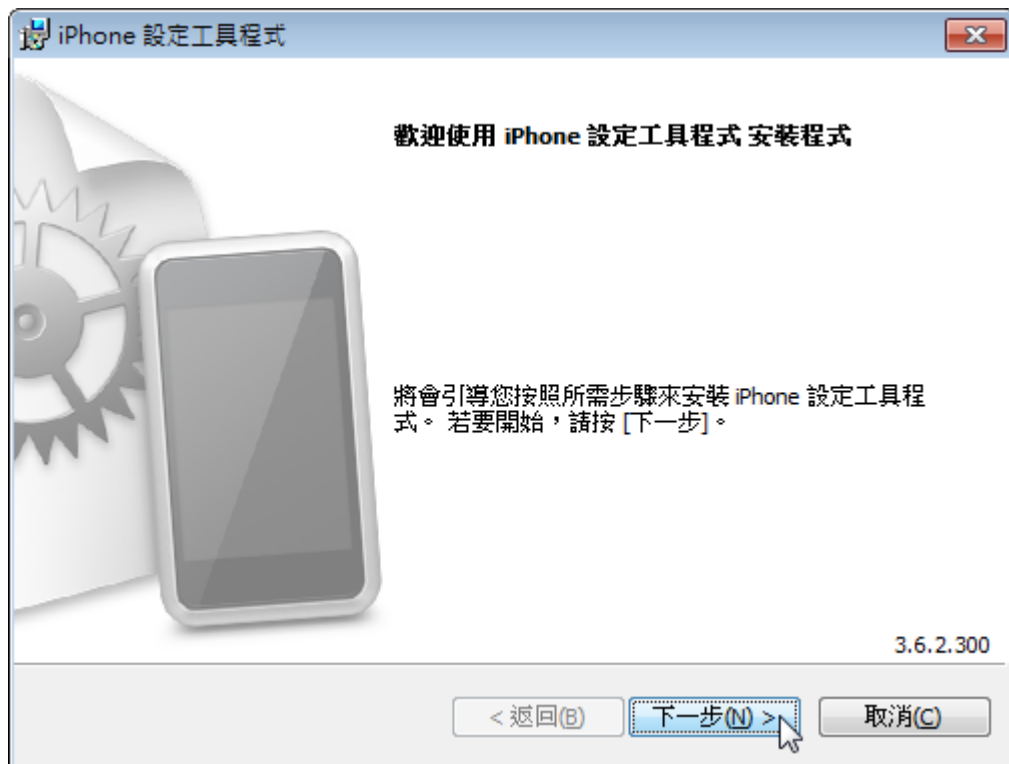 iPhone 設定工具程式
歡迎使用 iPhone 設定工具程式 安裝程式
將會引導您按照所需步驟來安裝 iPhone 設定工具程
式。 若要開始，請按 [下一步]。
3.6.2.300
< 返回(B) 下一步(N) > 取消(C)